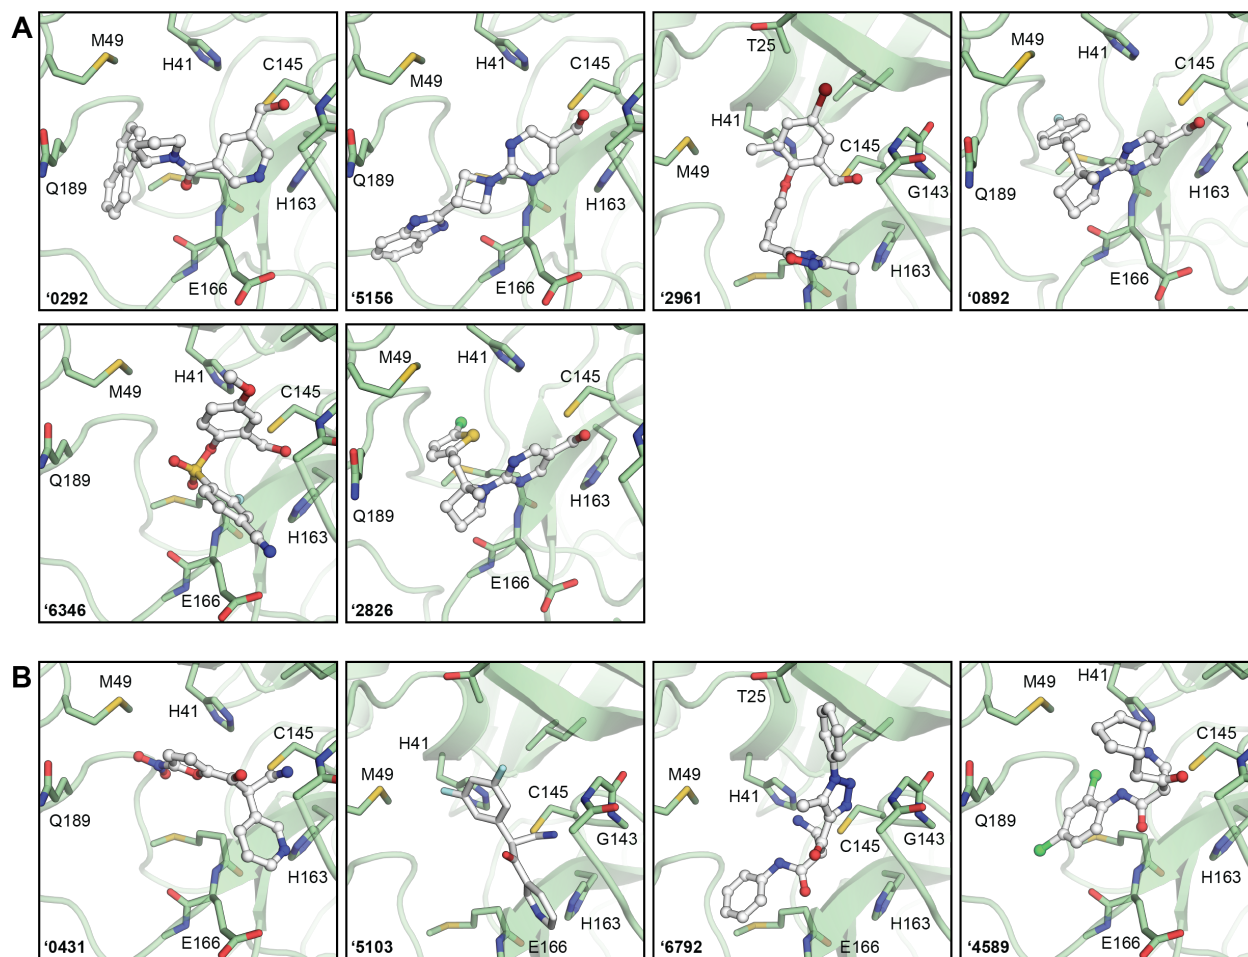 A
M49
H41
C145
Q189
H163
E166
‘0292
M49
H41
C145
Q189
H163
E166
‘5156
T25
H41
M49
C145
G143
H163
‘2961
M49
H41
C145
Q189
H163
E166
‘0892
M49
H41
C145
Q189
H163
E166
‘6346
M49
H41
C145
Q189
H163
E166
‘2826
B
M49
H41
C145
Q189
H163
E166
‘0431
H41
M49
C145
G143
H163
E166
‘5103
T25
M49
H41
C145
G143
H163
E166
‘6792
H41
M49
C145
Q189
H163
E166
‘4589